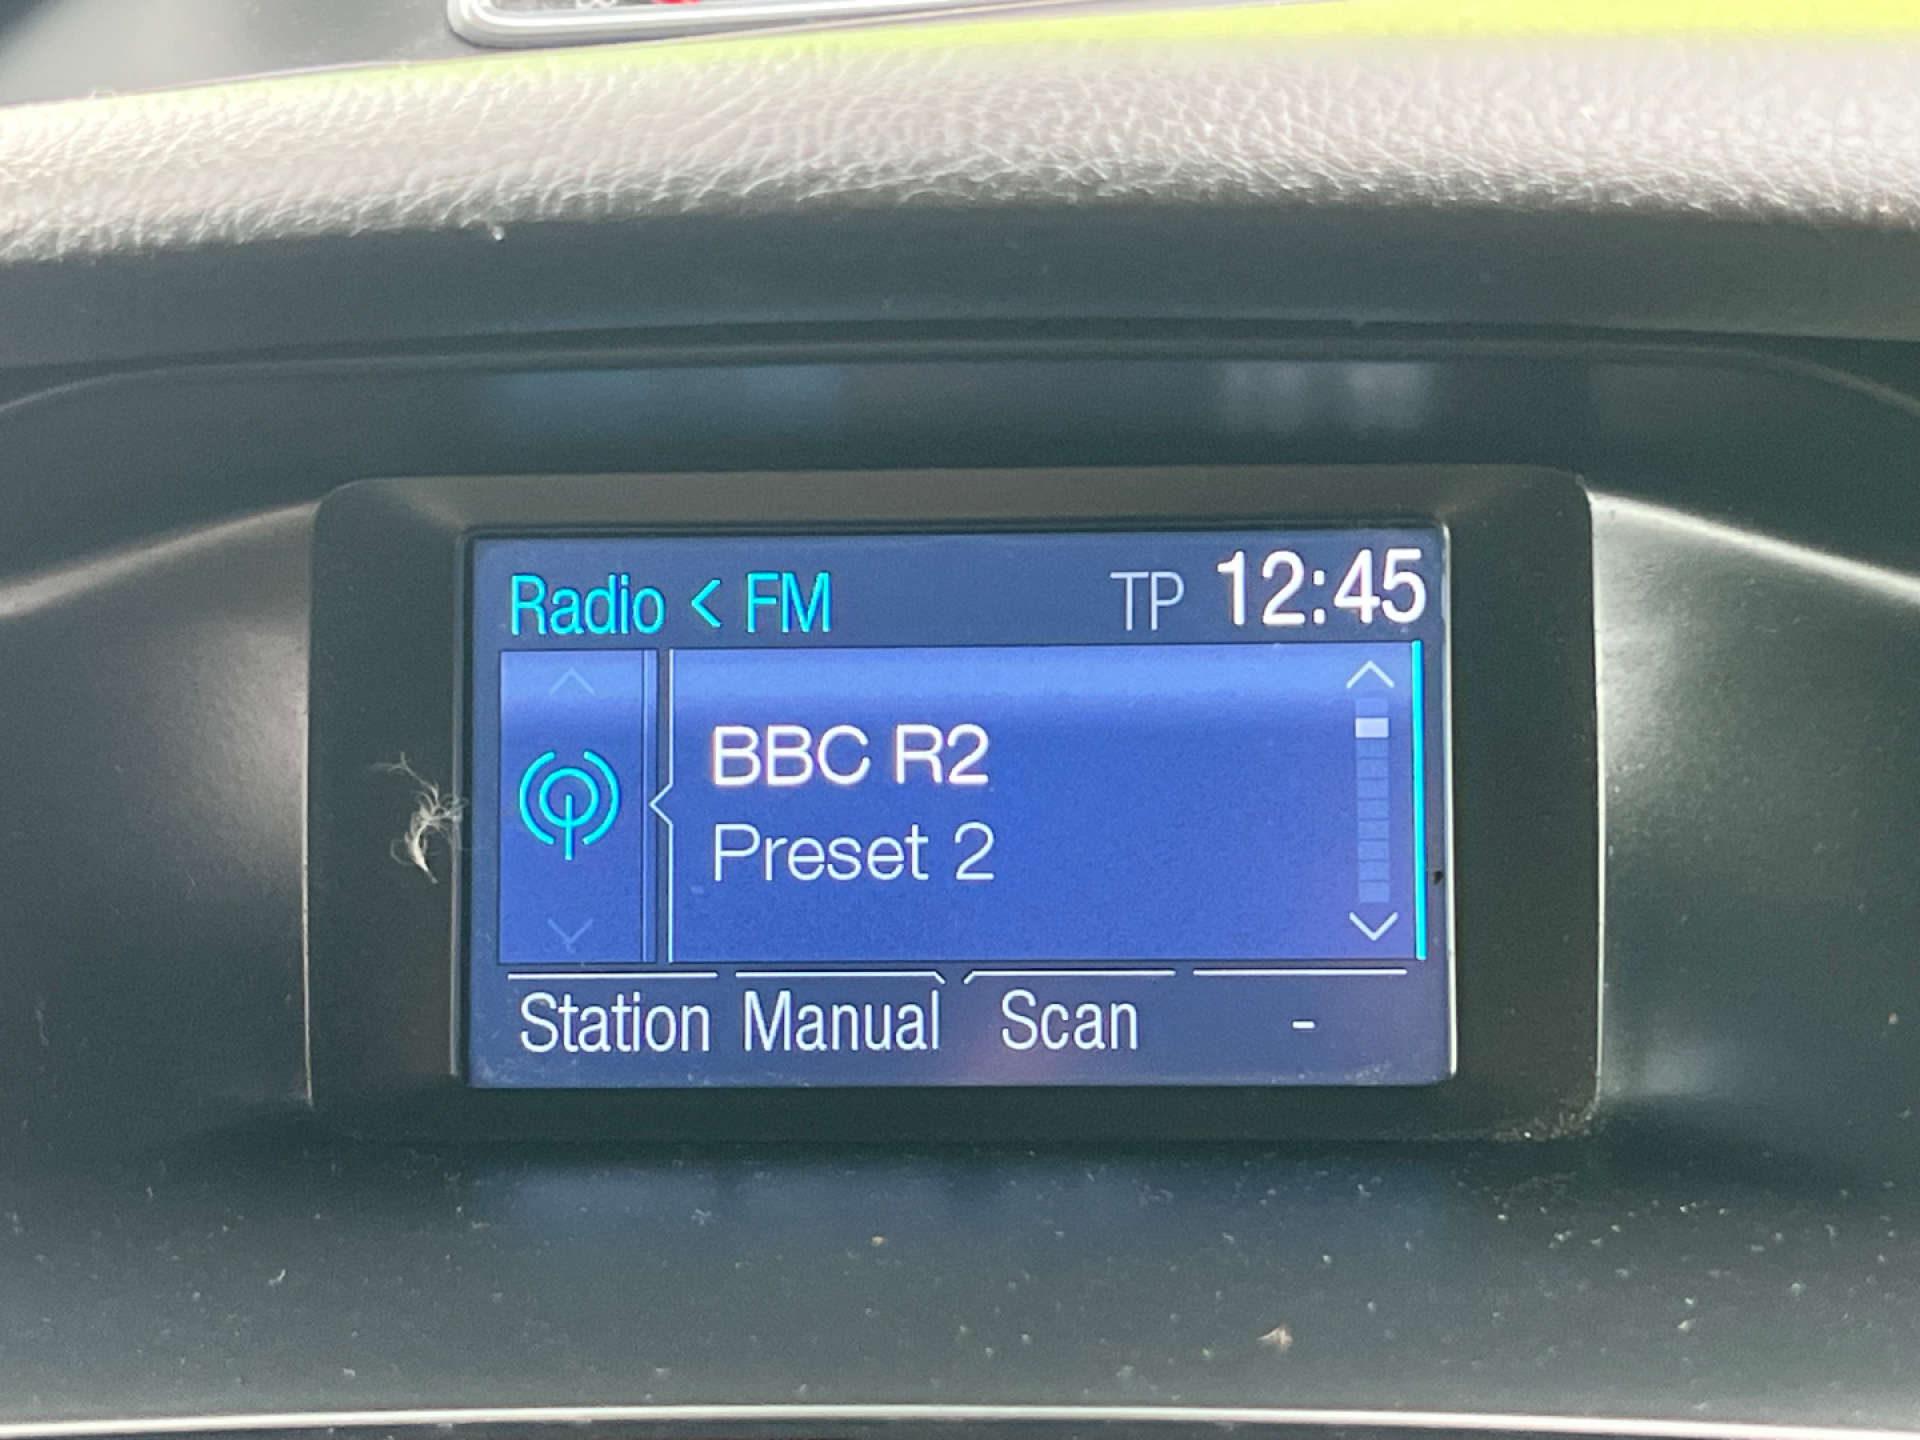 Radio < FM TP 12:45
BBC R2
Preset 2
Station Manual Scan -